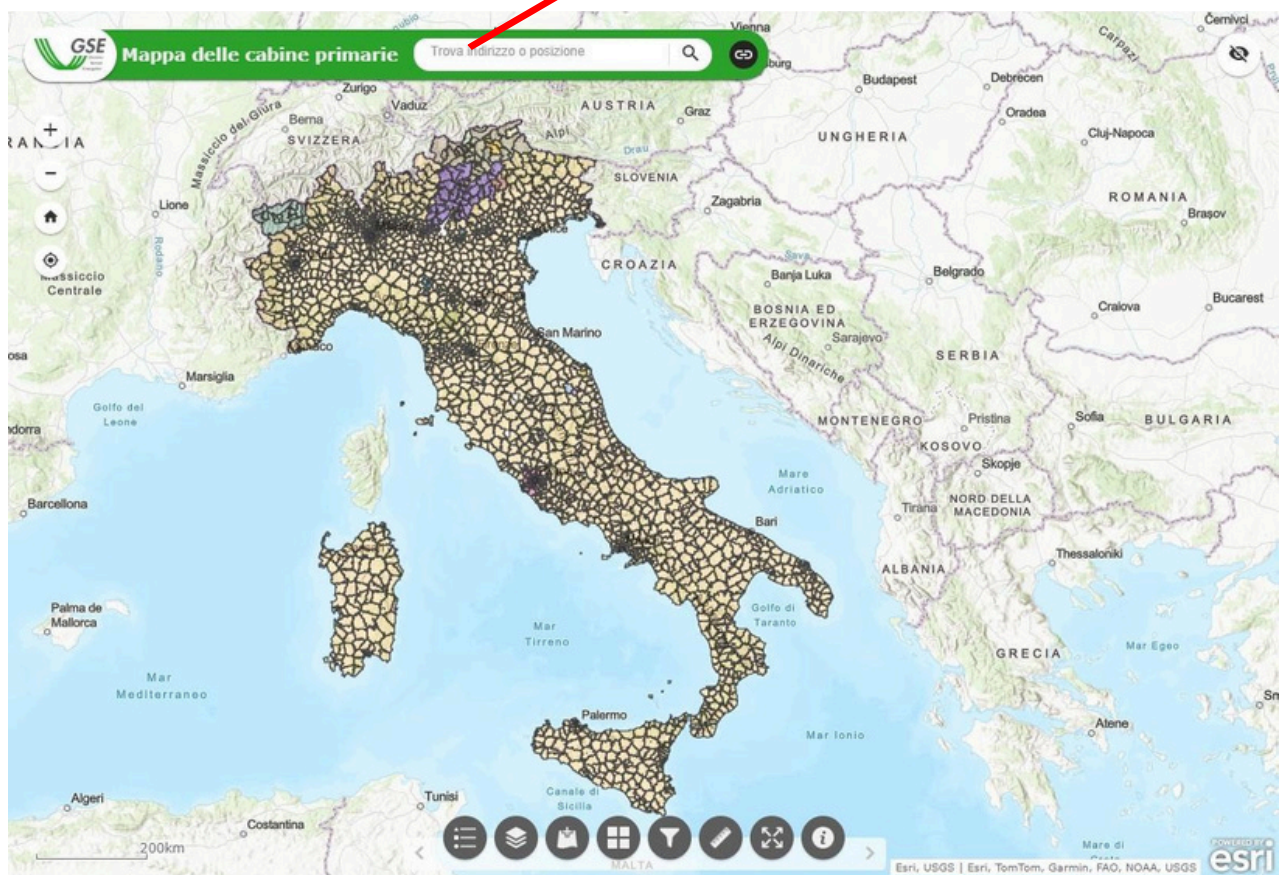 GSE
Mappa delle cabine primarie
Trova indirizzo o posizione
Vienna
Černivci
Carpazi
Budapest
Debrecen
Oradea
Cluj-Napoca
Zurigo
Vaduz
AUSTRIA
Graz
Massiccio del Giura
Berna
SVIZZERA
Alpi
UNGHERIA
Drau
SLOVENIA
Zagabria
ROMANIA
Brașov
Lione
Rodano
CROAZIA
Sava
Banja Luka
Belgrado
Massiccio
Centrale
BOSNIA ED
ERZEGOVINA
Sarajevo
Craiova
Bucarest
San Marino
Alpi Dinariche
SERBIA
Marsiglia
Golfo del
Leone
MONTENEGRO
Pristina
Sofia
BULGARIA
KOSOVO
Skopje
Mare
Adriatico
NORD DELLA
MACEDONIA
Barcellona
Tirana
Bari
Thessaloniki
ALBANIA
Palma de
Mallorca
Golfo di
Taranto
Mar
Tirreno
Mar Egeo
GRECIA
Mar
Mediterraneo
Palermo
Mar Ionio
Atene
Algeri
Tunisi
Canale di
Sicilia
Costantina
200km
MALTA
Mare di
Esri, USGS | Esri, TomTom, Garmin, FAO, NOAA, USGS
POWERED BY
esri